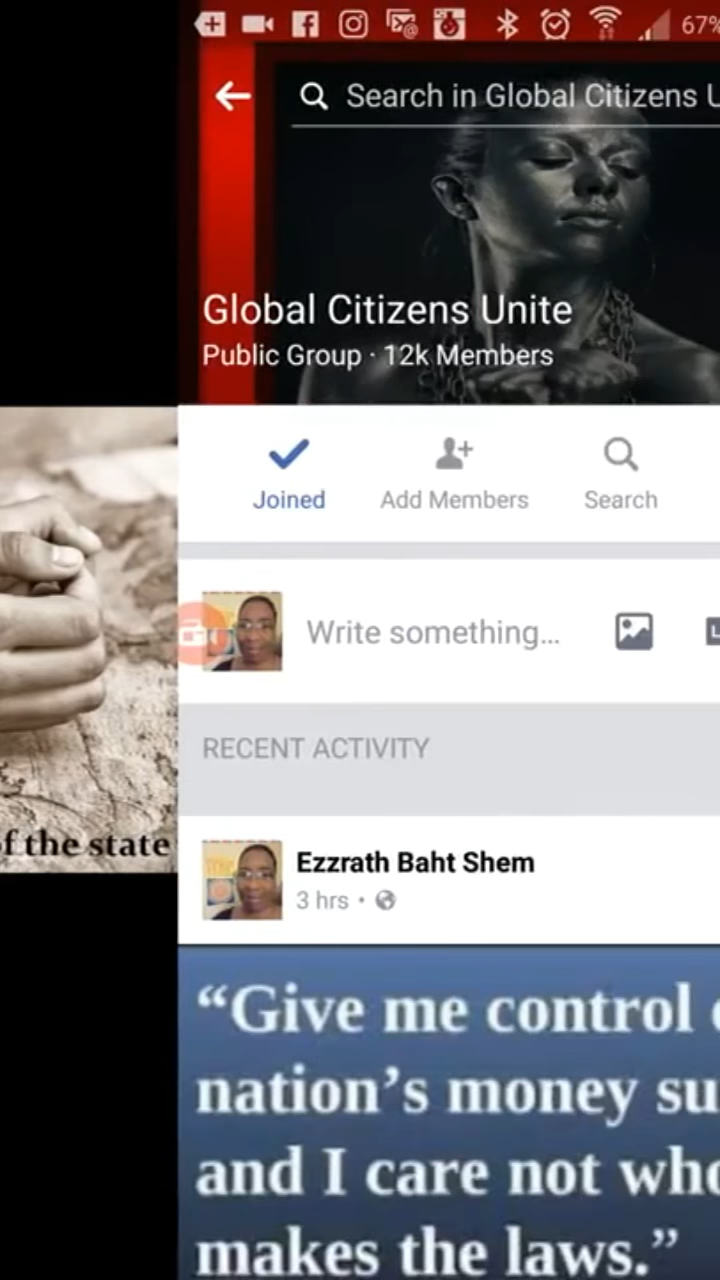 67%
Search in Global Citizens U
Global Citizens Unite
Public Group · 12k Members
Joined
Add Members
Search
Write something...
RECENT ACTIVITY
Ezzrath Baht Shem
3 hrs •
f the state
“Give me control
nation’s money su
and I care not who
makes the laws.”